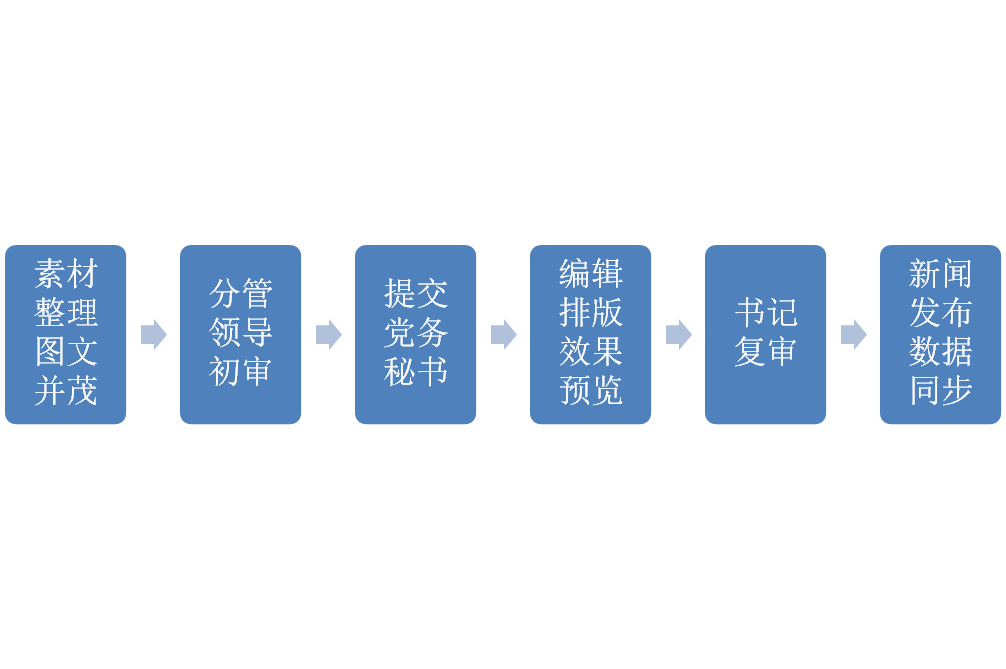 素材
整理
图文
并茂
分管
领导
初审
提交
党务
秘书
编辑
排版
效果
预览
书记
复审
新闻
发布
数据
同步